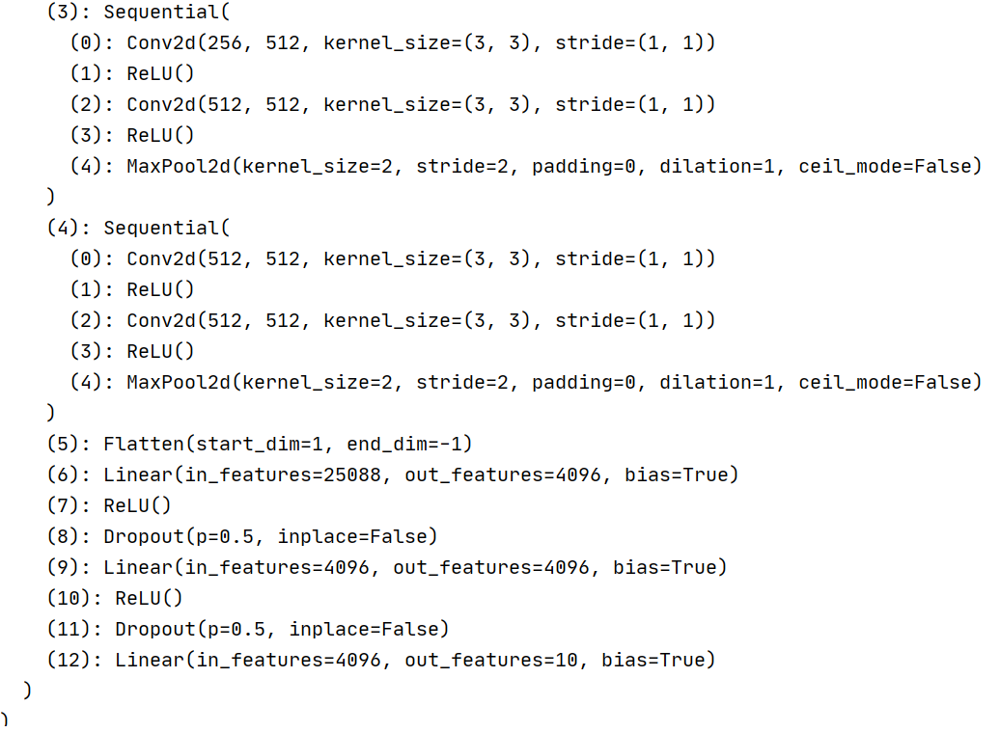 (3): Sequential(
(0): Conv2d(256, 512, kernel_size=(3, 3), stride=(1, 1))
(1): ReLU()
(2): Conv2d(512, 512, kernel_size=(3, 3), stride=(1, 1))
(3): ReLU()
(4): MaxPool2d(kernel_size=2, stride=2, padding=0, dilation=1, ceil_mode=False)
)
(4): Sequential(
(0): Conv2d(512, 512, kernel_size=(3, 3), stride=(1, 1))
(1): ReLU()
(2): Conv2d(512, 512, kernel_size=(3, 3), stride=(1, 1))
(3): ReLU()
(4): MaxPool2d(kernel_size=2, stride=2, padding=0, dilation=1, ceil_mode=False)
)
(5): Flatten(start_dim=1, end_dim=-1)
(6): Linear(in_features=25088, out_features=4096, bias=True)
(7): ReLU()
(8): Dropout(p=0.5, inplace=False)
(9): Linear(in_features=4096, out_features=4096, bias=True)
(10): ReLU()
(11): Dropout(p=0.5, inplace=False)
(12): Linear(in_features=4096, out_features=10, bias=True)
)
)